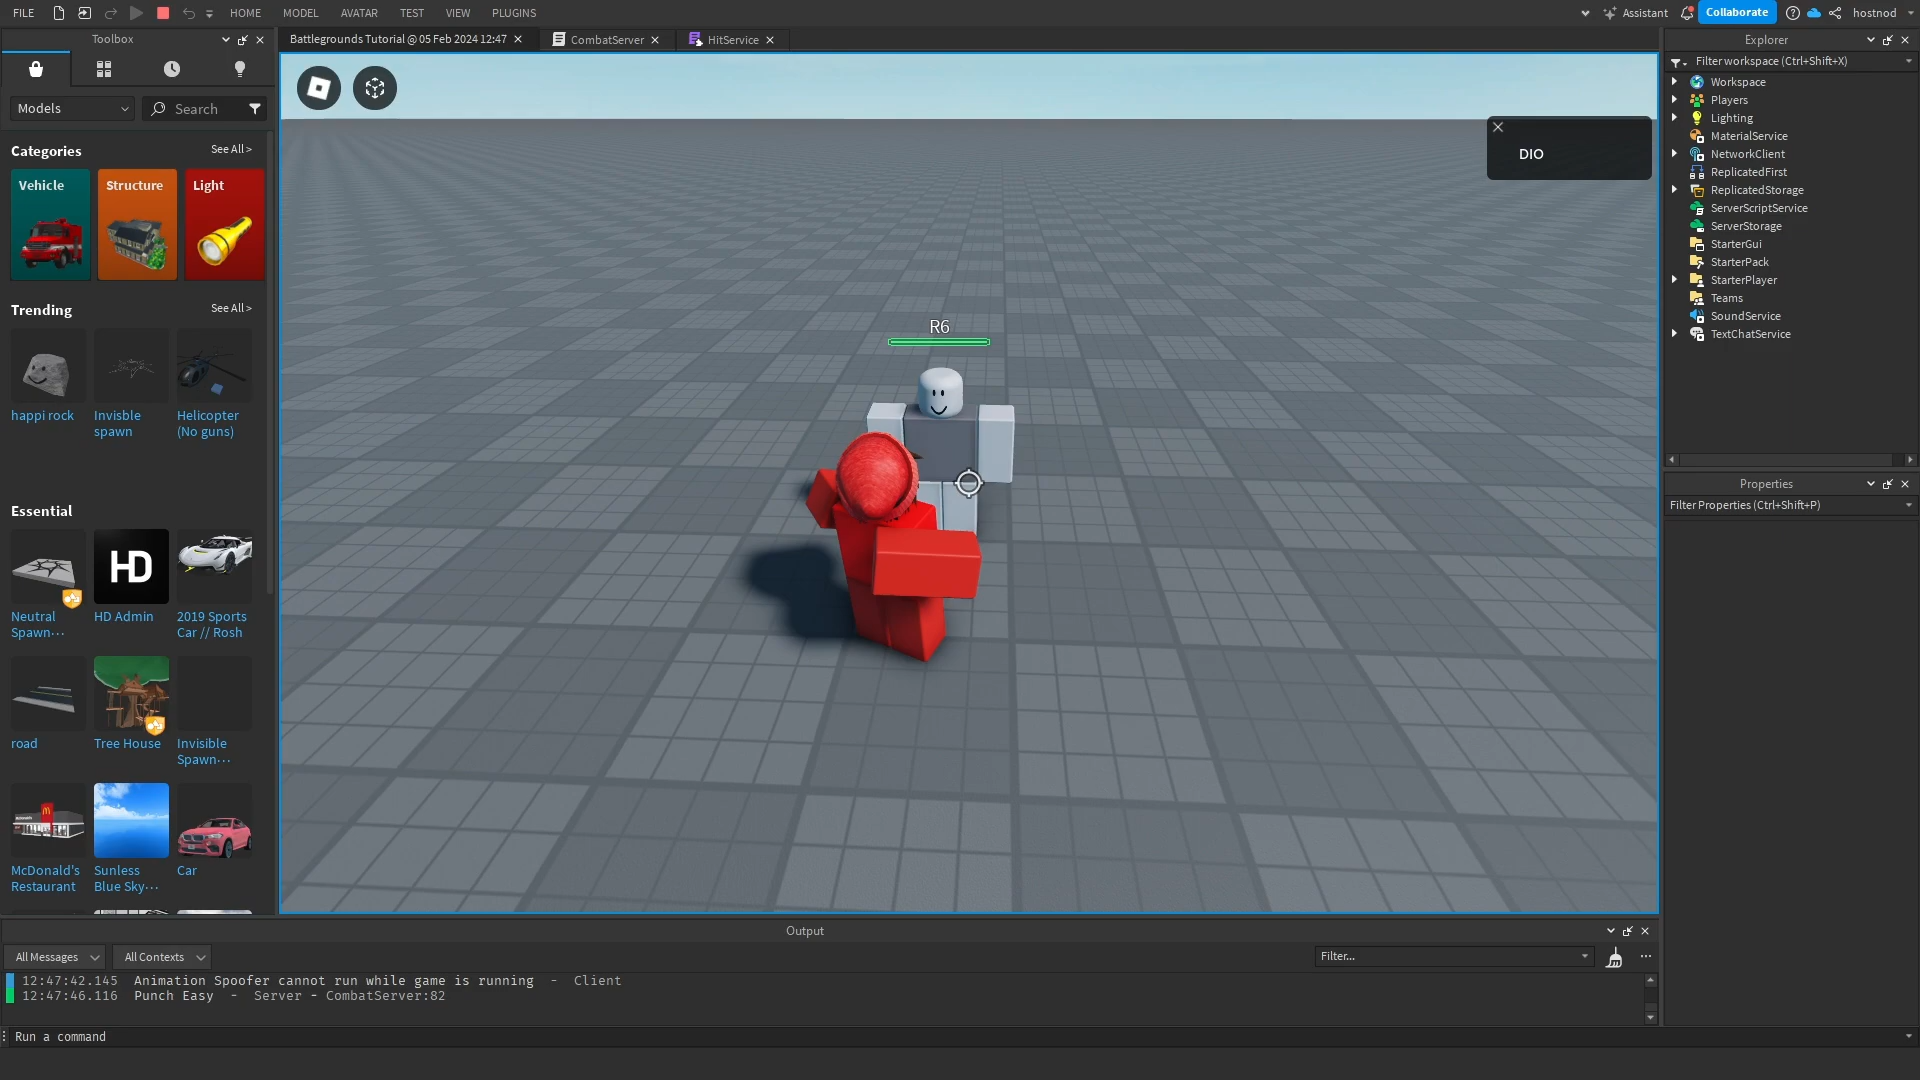 FILE HOME MODEL AVATAR TEST VIEW PLUGINS Assistant Collaborate hostnod
Toolbox
Battlegrounds Tutorial @ 05 Feb 2024 12:47
CombatServer
HitService
Models
Search
Categories
See All >
Vehicle
Structure
Light
Trending
See All >
happi rock
Invisble
spawn
Helicopter
(No guns)
Essential
HD
Neutral
Spawn...
HD Admin
2019 Sports
Car // Rosh
road
Tree House
Invisible
Spawn...
McDonald's
Restaurant
Sunless
Blue Sky...
Car
DIO
R6
Explorer
Filter workspace (Ctrl+Shift+X)
Workspace
Players
Lighting
MaterialService
NetworkClient
ReplicatedFirst
ReplicatedStorage
ServerScriptService
ServerStorage
StarterGui
StarterPack
StarterPlayer
Teams
SoundService
TextChatService
Properties
Filter Properties (Ctrl+Shift+P)
Output
All Messages
All Contexts
Filter...
12:47:42.145 Animation Spoofer cannot run while game is running - Client
12:47:46.116 Punch Easy - Server - CombatServer:82
Run a command